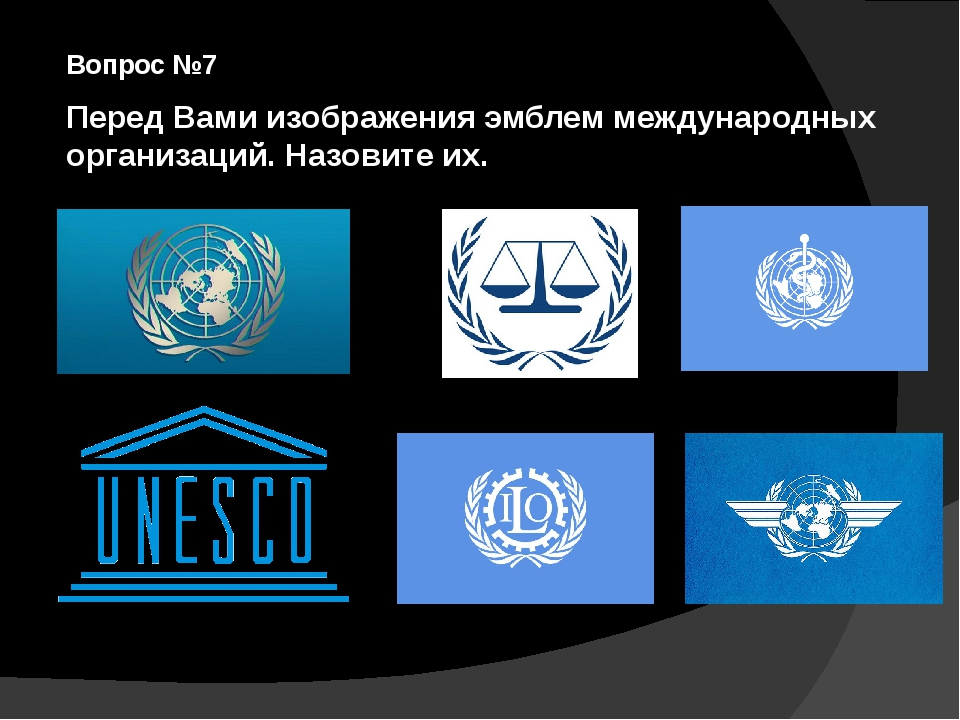 Вопрос №7
Перед Вами изображения эмблем международных
организаций. Назовите их.
UNESCO
ILO